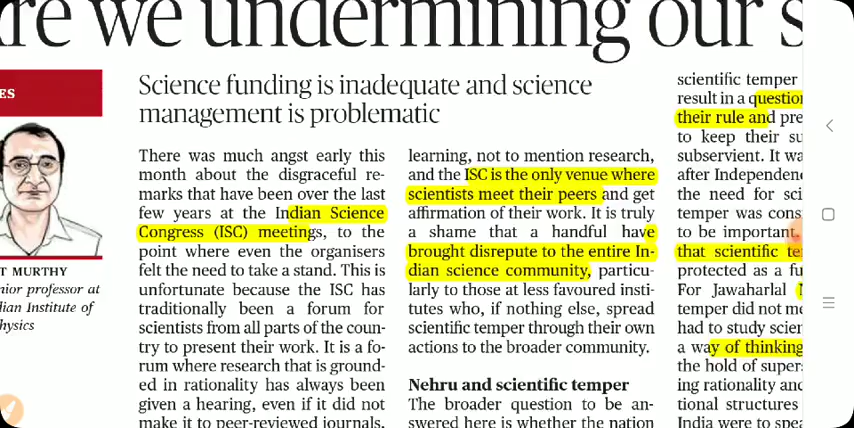 re we undermining our s
ES
T MURTHY
nior professor at
dian Institute of
hysics
Science funding is inadequate and science
management is problematic
There was much angst early this
month about the disgraceful re-
marks that have been over the last
few years at the Indian Science
Congress (ISC) meetings, to the
point where even the organisers
felt the need to take a stand. This is
unfortunate because the ISC has
traditionally been a forum for
scientists from all parts of the coun-
try to present their work. It is a fo-
rum where research that is ground-
ed in rationality has always been
given a hearing, even if it did not
make it to peer-reviewed journals.
learning, not to mention research,
and the ISC is the only venue where
scientists meet their peers and get
affirmation of their work. It is truly
a shame that a handful have
brought disrepute to the entire In-
dian science community, particu-
larly to those at less favoured insti-
tutes who, if nothing else, spread
scientific temper through their own
actions to the broader community.
Nehru and scientific temper
The broader question to be an-
swered here is whether the nation
scientific temper
result in a question
their rule and pre
to keep their su
subservient. It wa
after Independen
the need for sci
temper was cons
to be important.
that scientific te
protected as a fu
For Jawaharlal N
temper did not me
had to study scien
a way of thinking
the hold of super
ing rationality and
tional structures
India were to spea